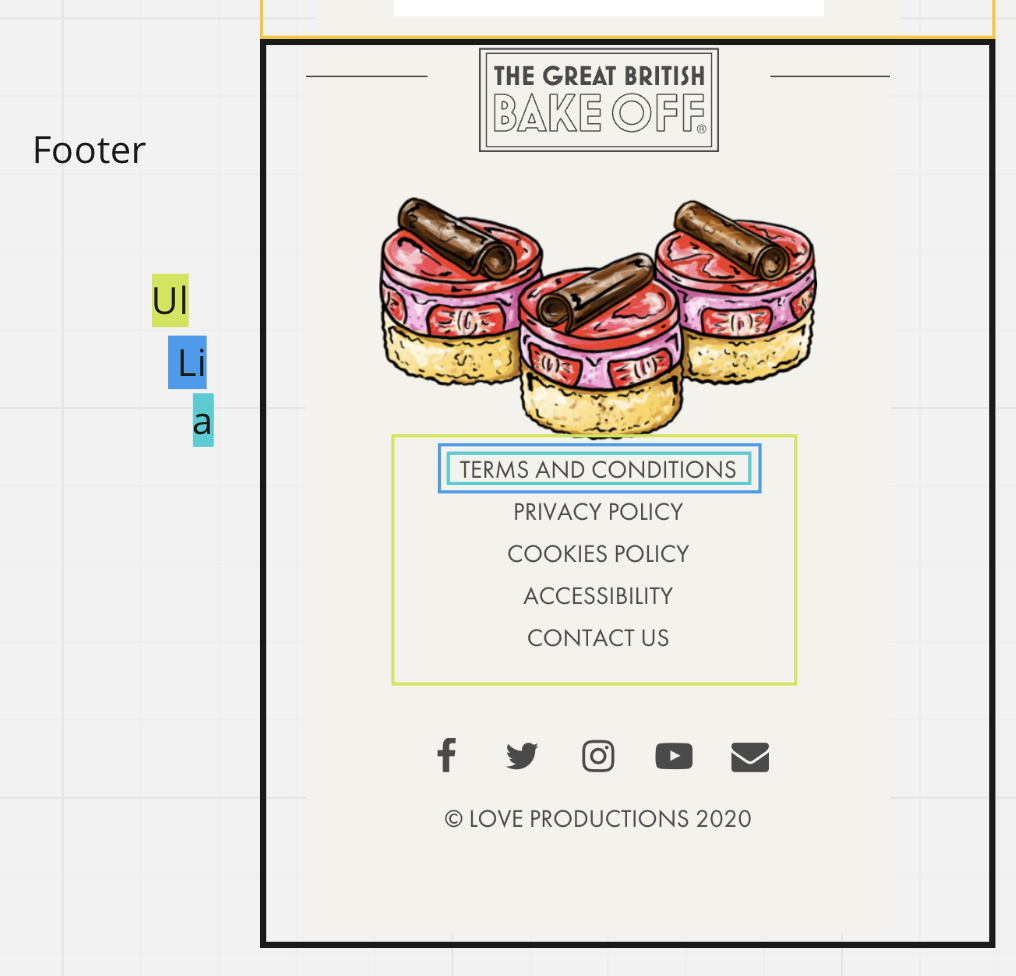 THE GREAT BRITISH
BAKE OFF®
Footer
Ul
Li
a
TERMS AND CONDITIONS
PRIVACY POLICY
COOKIES POLICY
ACCESSIBILITY
CONTACT US
© LOVE PRODUCTIONS 2020